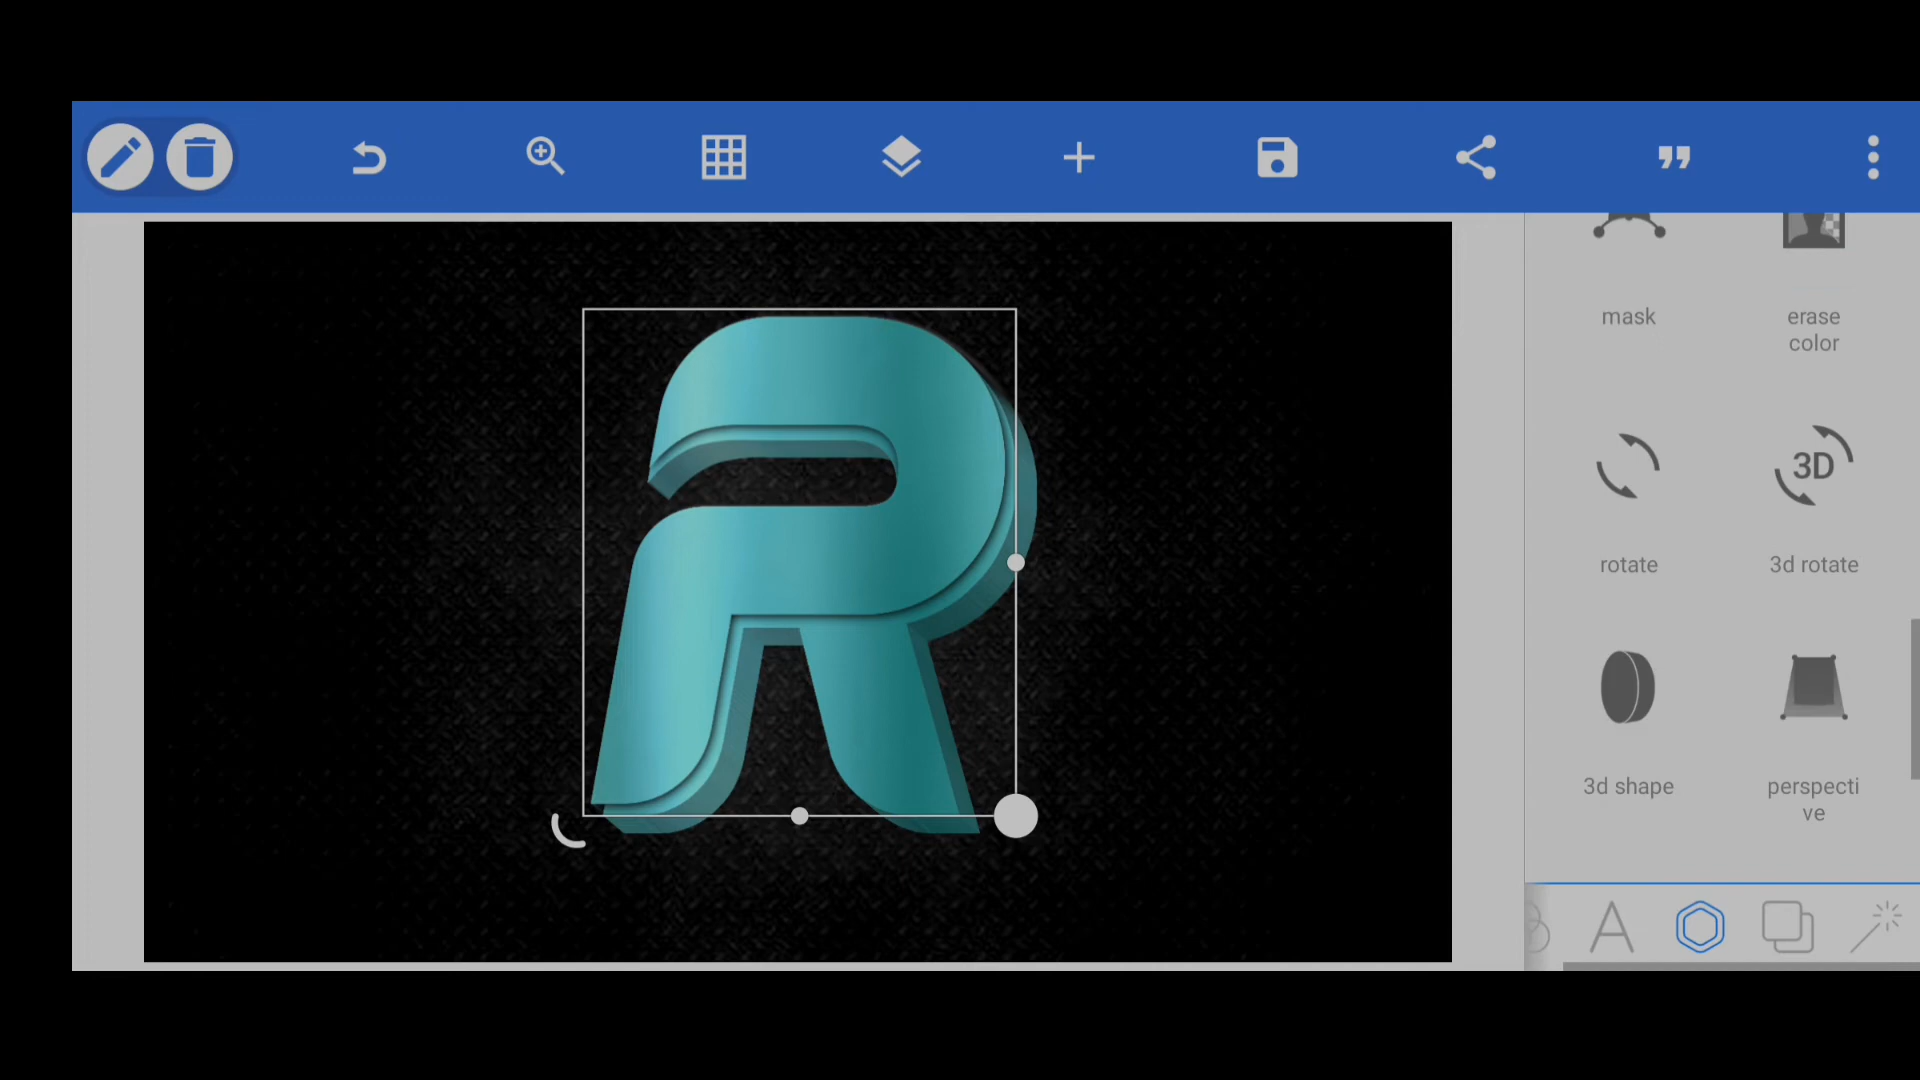 R
mask
erase
color
3D
rotate
3d rotate
3d shape
perspecti
ve
A